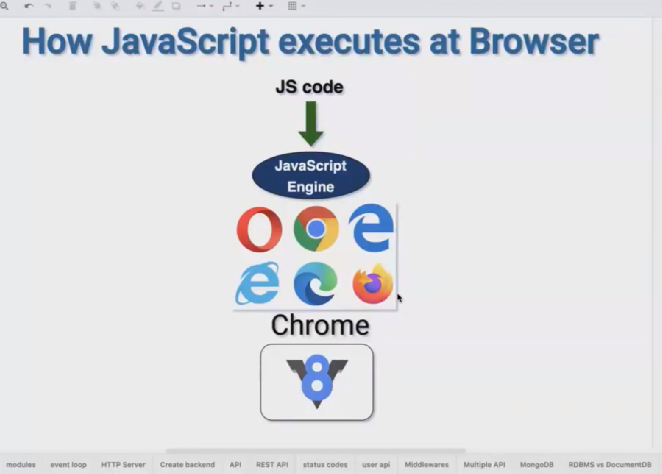 How JavaScript executes at Browser
JS code
JavaScript
Engine
Chrome
V8
modules event loop HTTP Server Create backend API REST API status codes user api Middlewares Multiple API MongoDB RDBMS vs DocumentDB